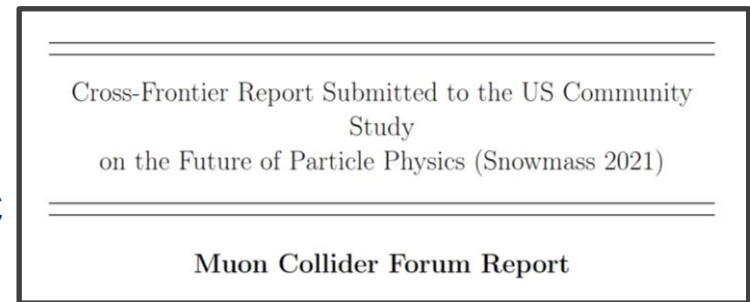 Cross-Frontier Report Submitted to the US Community
Study
on the Future of Particle Physics (Snowmass 2021)
Muon Collider Forum Report